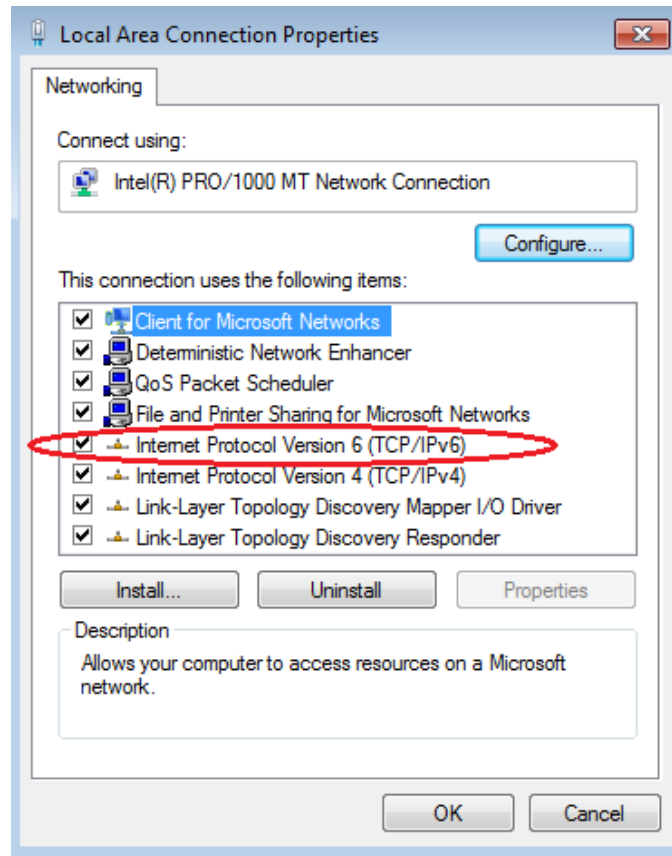 Local Area Connection Properties
Networking
Connect using:
Intel(R) PRO/1000 MT Network Connection
Configure...
This connection uses the following items:
Client for Microsoft Networks
Deterministic Network Enhancer
QoS Packet Scheduler
File and Printer Sharing for Microsoft Networks
Internet Protocol Version 6 (TCP/IPv6)
Internet Protocol Version 4 (TCP/IPv4)
Link-Layer Topology Discovery Mapper I/O Driver
Link-Layer Topology Discovery Responder
Install... Uninstall Properties
Description
Allows your computer to access resources on a Microsoft
network.
OK Cancel